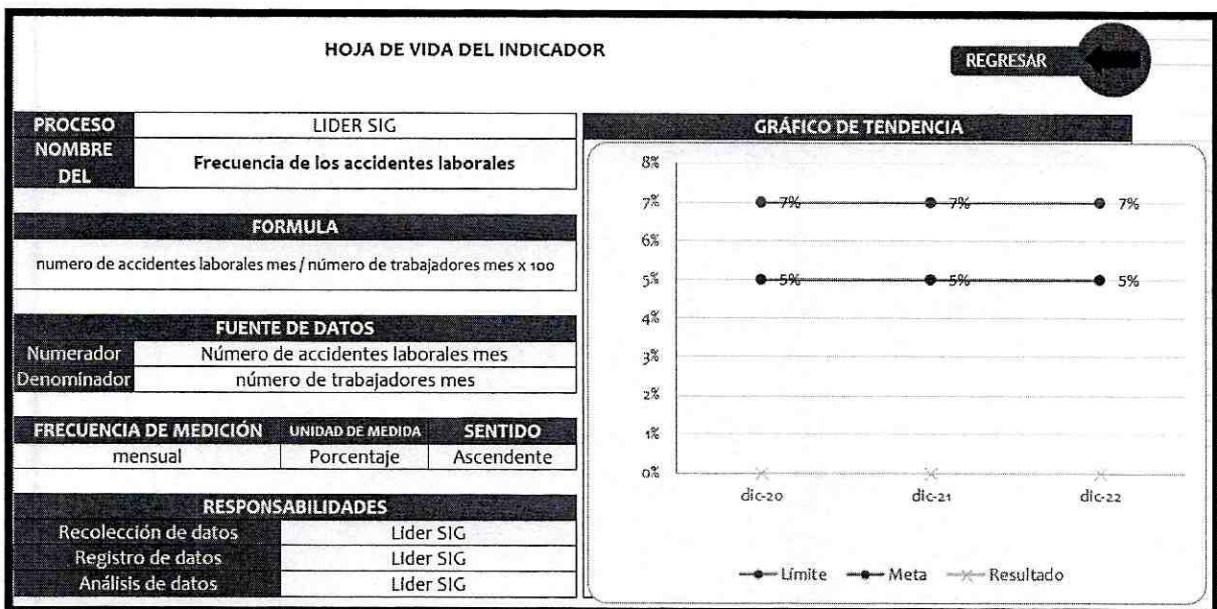 HOJA DE VIDA DEL INDICADOR
REGRESAR
PROCESO LIDER SIG
NOMBRE DEL Frecuencia de los accidentes laborales
FORMULA
numero de accidentes laborales mes / número de trabajadores mes x 100
FUENTE DE DATOS
Numerador Número de accidentes laborales mes
Denominador número de trabajadores mes
FRECUENCIA DE MEDICIÓN UNIDAD DE MEDIDA SENTIDO
mensual Porcentaje Ascendente
RESPONSABILIDADES
Recolección de datos Lider SIG
Registro de datos Lider SIG
Análisis de datos Lider SIG
GRÁFICO DE TENDENCIA
8%
7% 7% 7% 7%
6%
5% 5% 5% 5%
4%
3%
2%
1%
0%
dic-20 dic-21 dic-22
Límite Meta Resultado